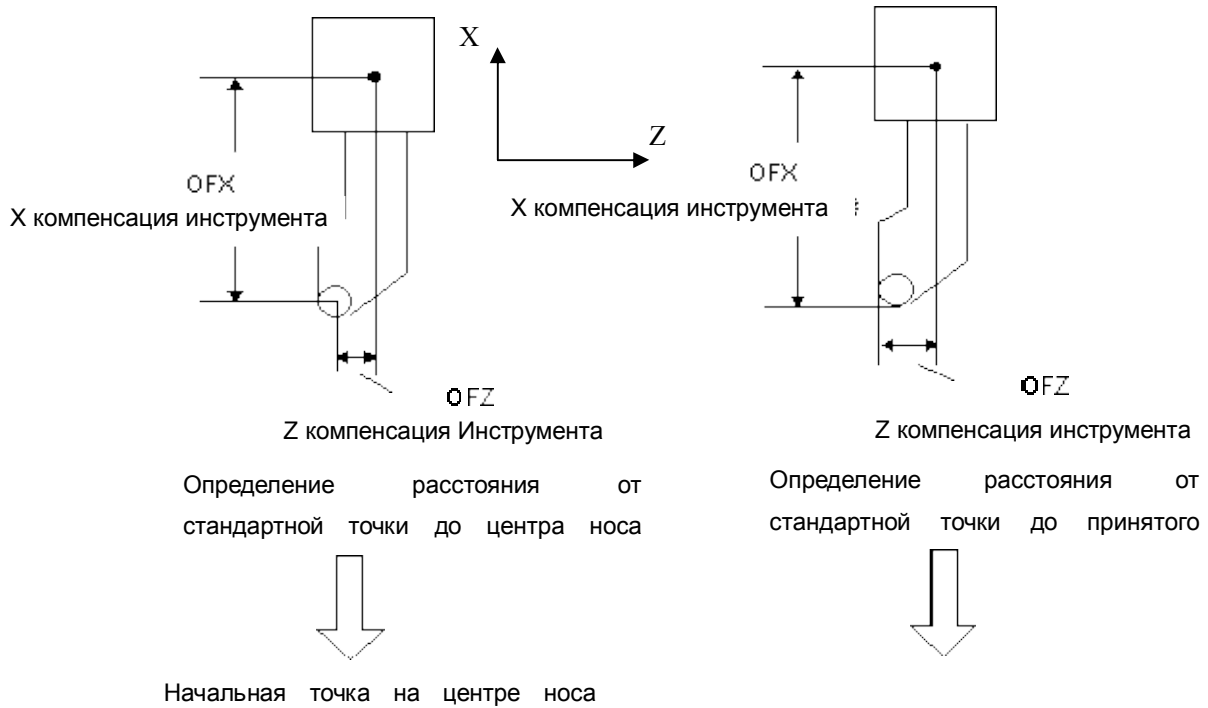 X
Z
OFX
X компенсация инструмента
OFX
X компенсация инструмента
OFZ
Z компенсация Инструмента
OFZ
Z компенсация инструмента
Определение расстояния от
стандартной точки до центра носа
Определение расстояния от
стандартной точки до принятого
Начальная точка на центре носа